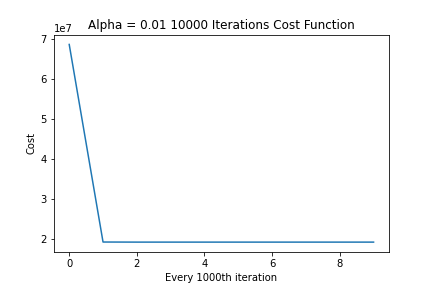 Alpha = 0.01 10000 Iterations Cost Function
1e7
7
6
5
4
3
2
Cost
0 2 4 6 8
Every 1000th iteration